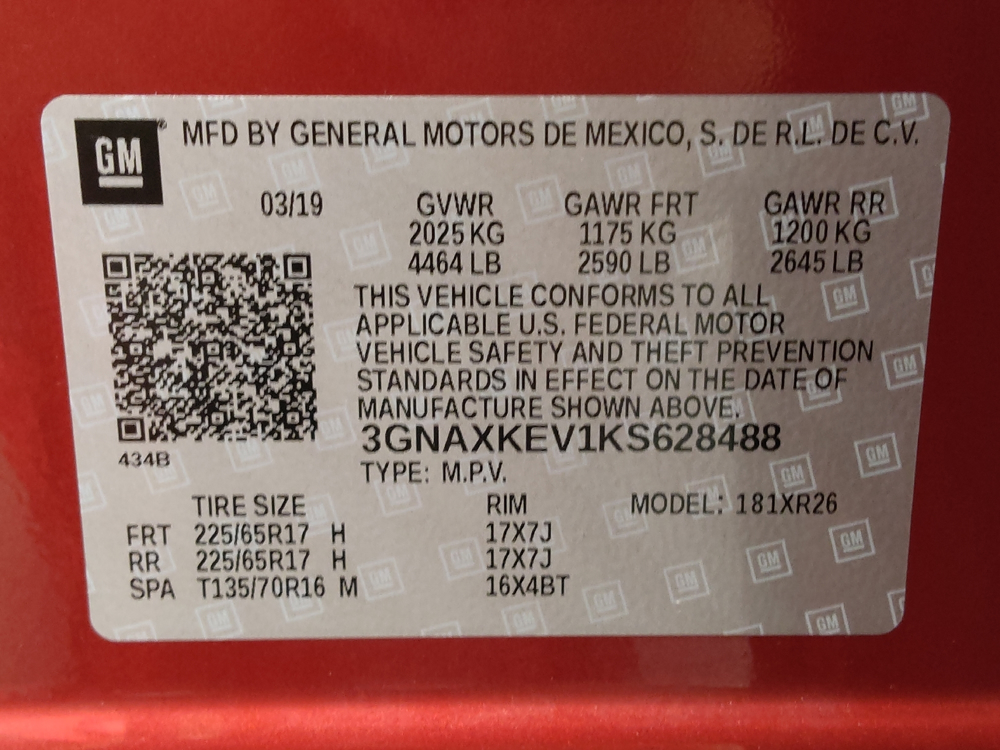 GM® MFD BY GENERAL MOTORS DE MEXICO, S. DE R.L. DE C.V.
03/19 GVWR GAWR FRT GAWR RR
2025 KG 1175 KG 1200 KG
4464 LB 2590 LB 2645 LB
THIS VEHICLE CONFORMS TO ALL
APPLICABLE U.S. FEDERAL MOTOR
VEHICLE SAFETY AND THEFT PREVENTION
STANDARDS IN EFFECT ON THE DATE OF
MANUFACTURE SHOWN ABOVE.
3GNAXKEV1KS628488
434B
TYPE: M.P.V.
TIRE SIZE RIM MODEL: 181XR26
FRT 225/65R17 H 17X7J
RR 225/65R17 H 17X7J
SPA T135/70R16 M 16X4BT